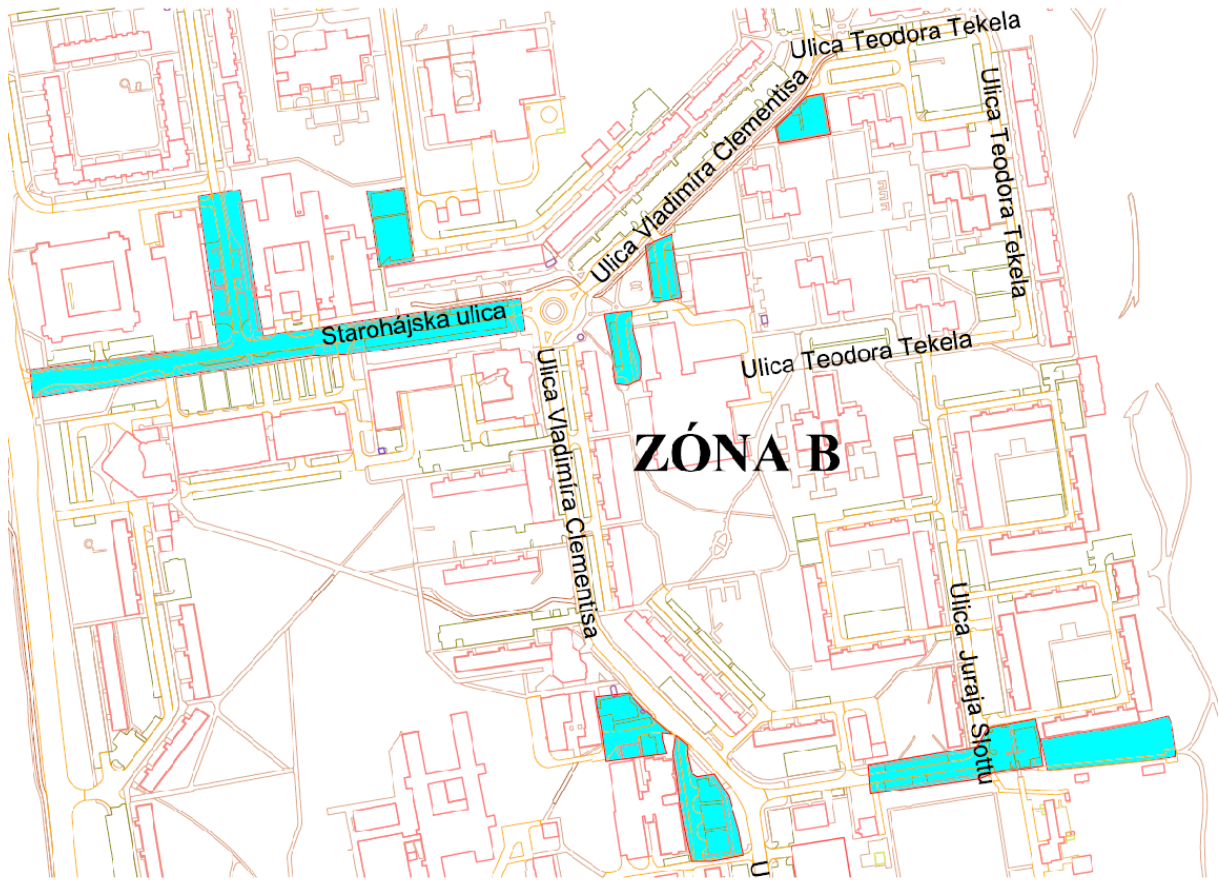 Ulica Teodora Tekela
Ulica Teodora Tekela
Ulica Vladimíra Clementisa
Starohájska ulica
Ulica Teodora Tekela
Ulica Vladimíra Clementisa
ZÓNA B
Ulica Juraja Slottu
U